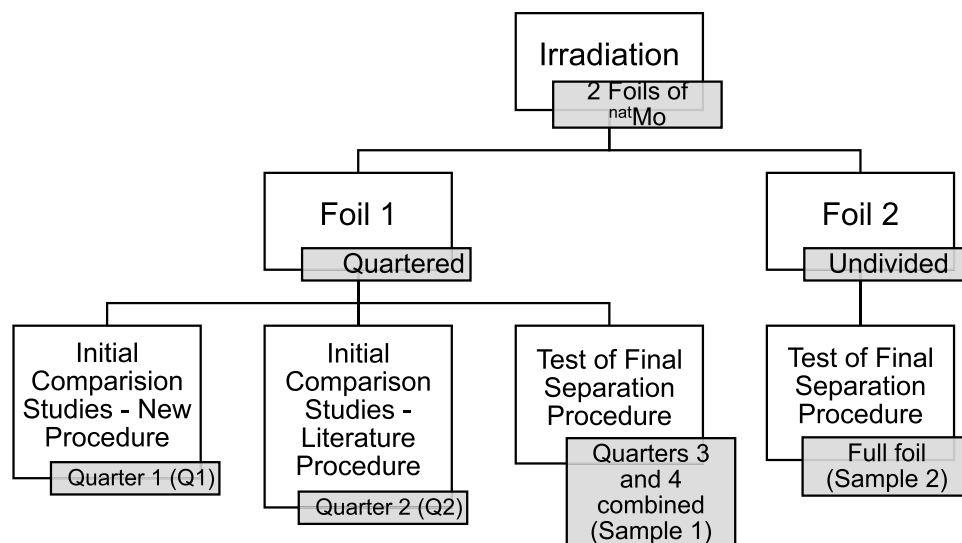 Irradiation
2 Foils of
natMo
Foil 1
Quartered
Foil 2
Undivided
Initial
Comparision
Studies - New
Procedure
Quarter 1 (Q1)
Initial
Comparison
Studies -
Literature
Procedure
Quarter 2 (Q2)
Test of Final
Separation
Procedure
Quarters 3
and 4
combined
(Sample 1)
Test of Final
Separation
Procedure
Full foil
(Sample 2)